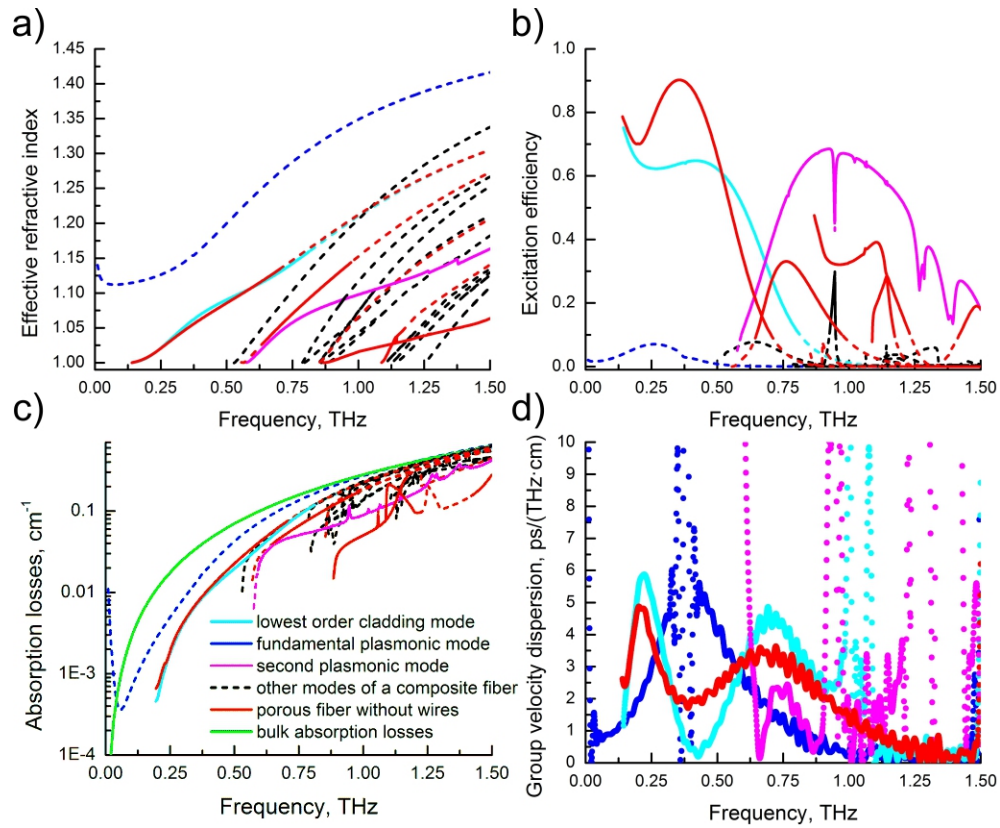 a)
Effective refractive index
1.45
1.40
1.35
1.30
1.25
1.20
1.15
1.10
1.05
1.00
0.00 0.25 0.50 0.75 1.00 1.25 1.50
Frequency, THz
b)
Excitation efficiency
1.0
0.8
0.6
0.4
0.2
0.0
0.00 0.25 0.50 0.75 1.00 1.25 1.50
Frequency, THz
c)
Absorption losses, cm-1
0.1
0.01
1E-3
1E-4
lowest order cladding mode
fundamental plasmonic mode
second plasmonic mode
other modes of a composite fiber
porous fiber without wires
bulk absorption losses
0.00 0.25 0.50 0.75 1.00 1.25 1.50
Frequency, THz
d)
Group velocity dispersion, ps/(THz·cm)
10
9
8
7
6
5
4
3
2
1
0
0.00 0.25 0.50 0.75 1.00 1.25 1.50
Frequency, THz